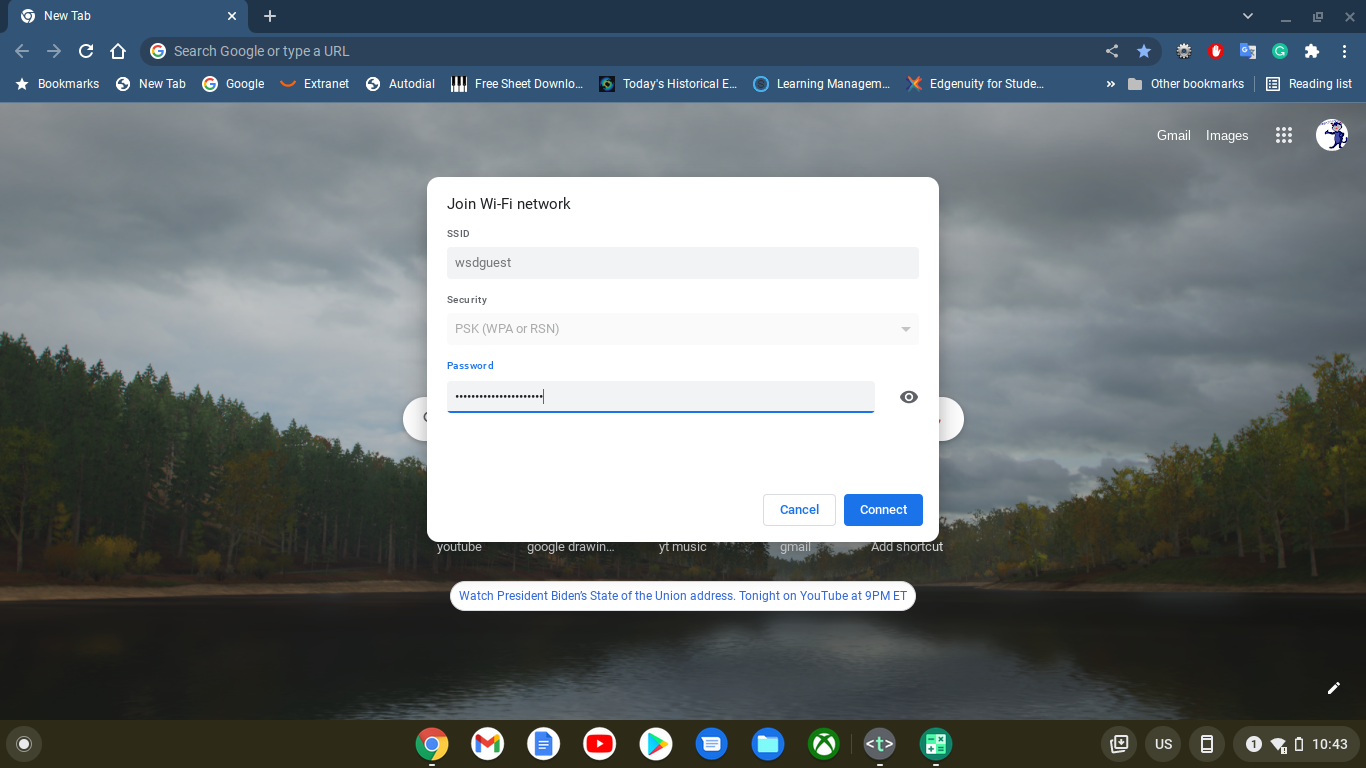 New Tab
Search Google or type a URL
Bookmarks
New Tab
Google
Extranet
Autodial
Free Sheet Downlo...
Today's Historical E...
Learning Managem...
Edgenuity for Stude...
»
Other bookmarks
Reading list
Gmail
Images
Join Wi-Fi network
SSID
wsdguest
Security
PSK (WPA or RSN)
Password
••••••••••••••••••••••
Cancel
Connect
youtube
google drawin...
yt music
gmail
Add shortcut
Watch President Biden's State of the Union address. Tonight on YouTube at 9PM ET
<t>
US
1
10:43